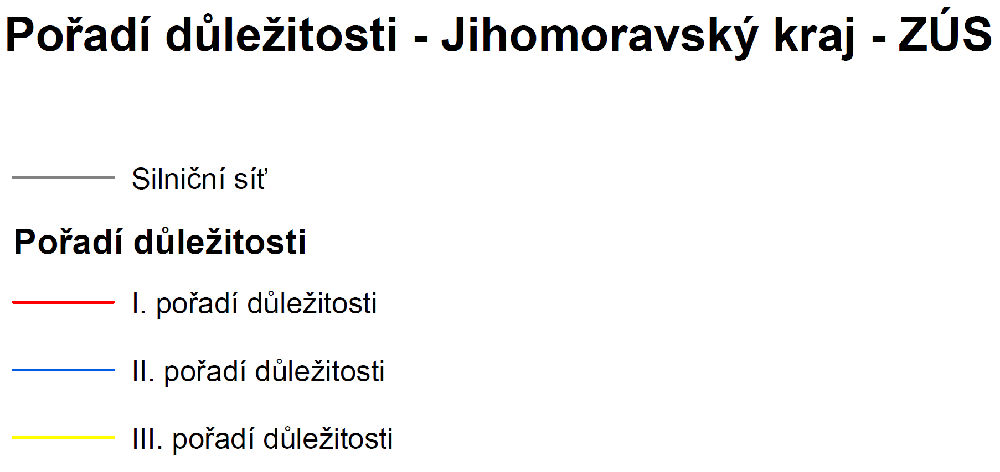 Pořadí důležitosti - Jihomoravský kraj - ZÚS
Silniční síť
Pořadí důležitosti
I. pořadí důležitosti
II. pořadí důležitosti
III. pořadí důležitosti